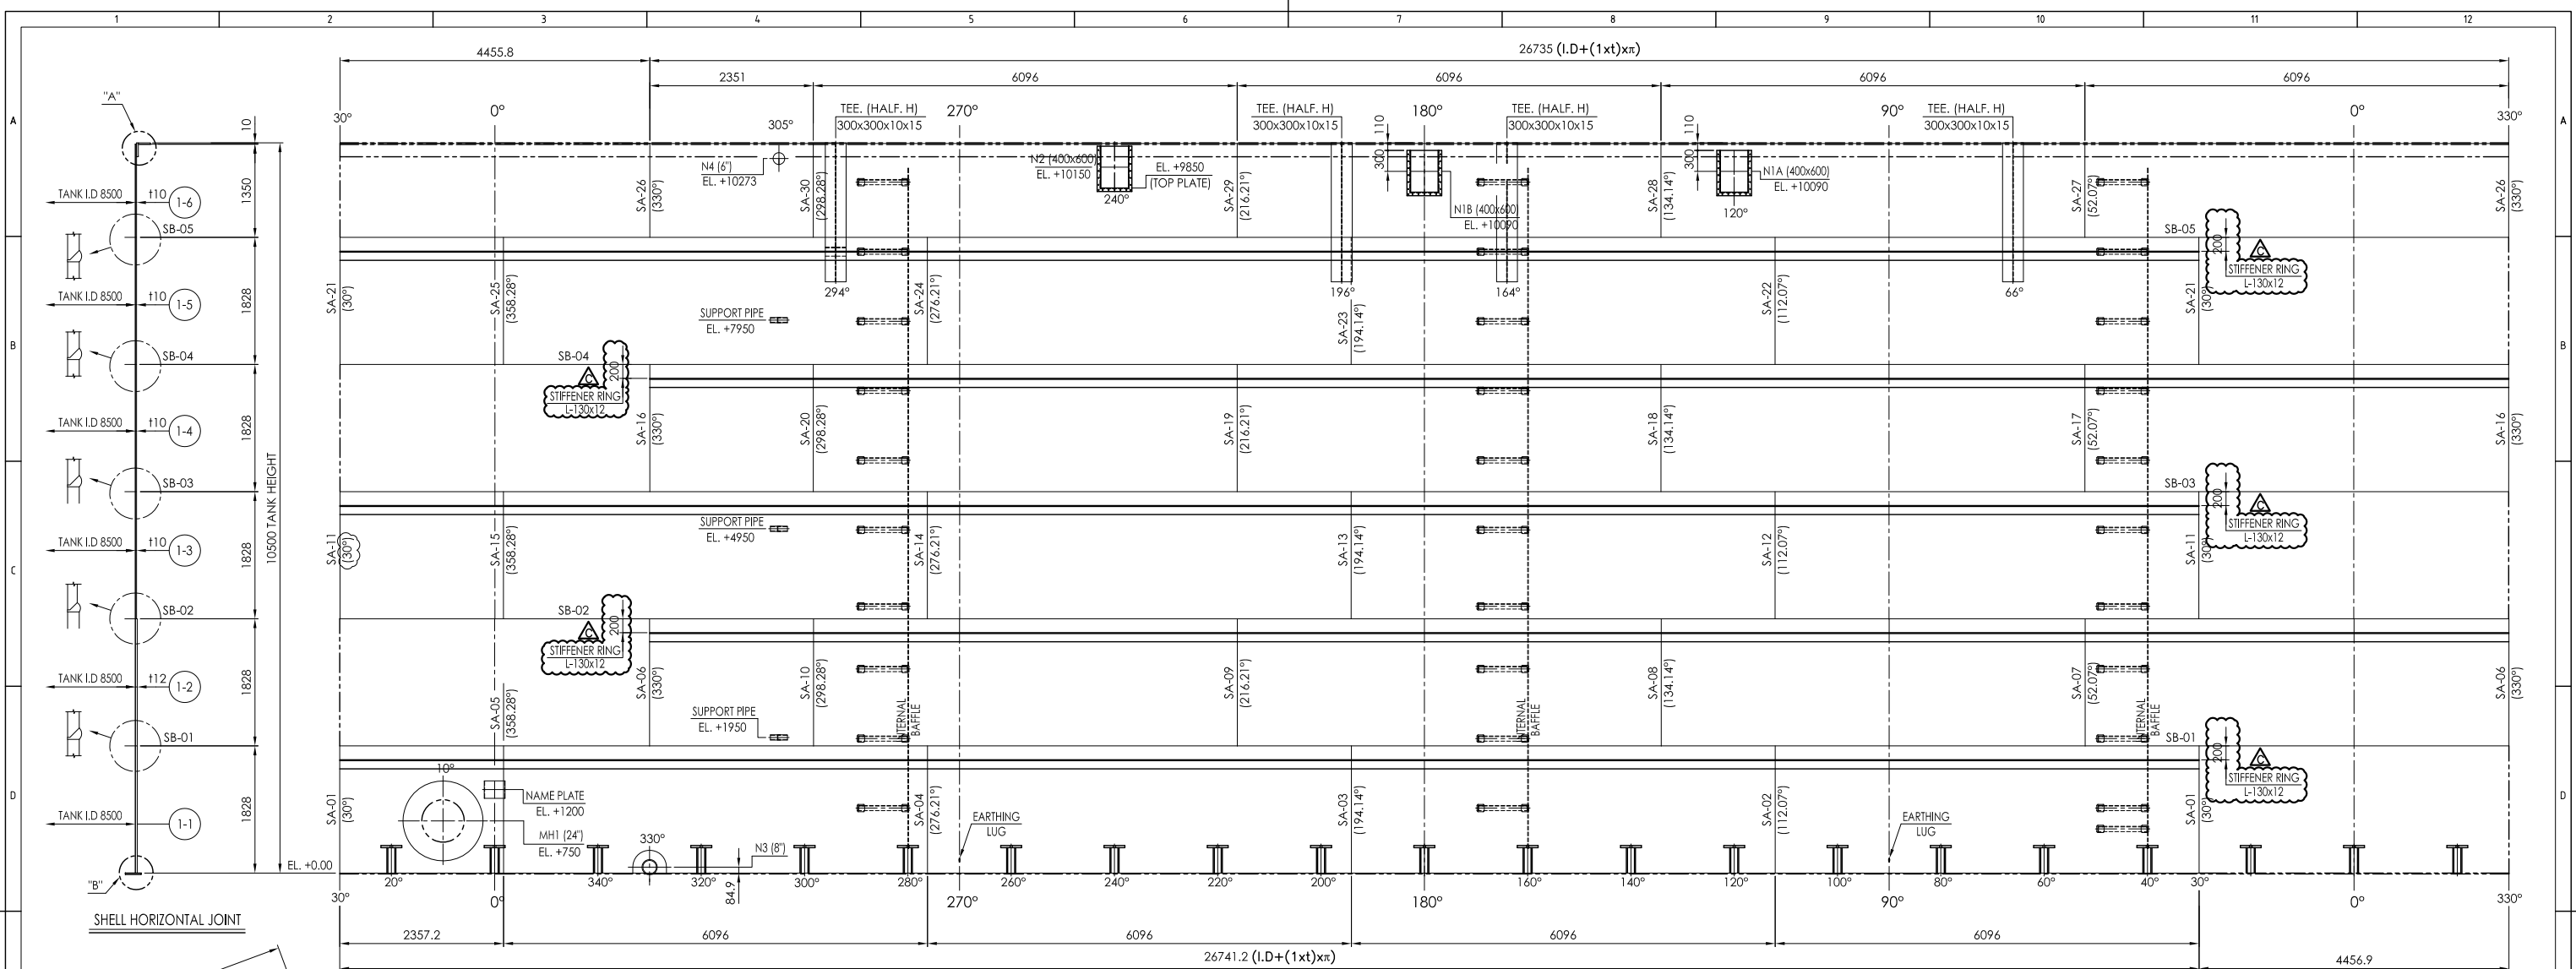 1 2 3 4 5 6 7 8 9 10 11 12
A
B
C
D
A
B
C
D
4455.8
26735 (I.D+(1xt)xπ)
2351 6096 6096 6096 6096
"A"
10
1350
1828
1828
1828
1828
1828
10500 TANK HEIGHT
TANK I.D 8500 t10 1-6
SB-05
TANK I.D 8500 t10 1-5
SB-04
TANK I.D 8500 t10 1-4
SB-03
TANK I.D 8500 t10 1-3
SB-02
TANK I.D 8500 t12 1-2
SB-01
TANK I.D 8500 1-1
"B"
EL. +0.00
SHELL HORIZONTAL JOINT
30° 0° 270° 180° 90° 0° 330°
305°
N4 (6")
EL. +10273
TEE. (HALF. H)
300x300x10x15
TEE. (HALF. H)
300x300x10x15
TEE. (HALF. H)
300x300x10x15
TEE. (HALF. H)
300x300x10x15
N2 (400x600)
EL. +10150
EL. +9850
(TOP PLATE)
240°
110
300
N1B (400x600)
EL. +10090
110
300
N1A (400x600)
EL. +10090
120°
SA-26
(330°)
SA-30
(298.28°)
SA-29
(216.21°)
SA-28
(134.14°)
SA-27
(52.07°)
SA-26
(330°)
294° 196° 164° 66°
SB-05
200
C
STIFFENER RING
L-130x12
SA-21
(30°)
SA-25
(358.28°)
SUPPORT PIPE
EL. +7950
SA-24
(276.21°)
SA-23
(194.14°)
SA-22
(112.07°)
SA-21
(30°)
SB-04
200
C
STIFFENER RING
L-130x12
SA-16
(330°)
SA-20
(298.28°)
SA-19
(216.21°)
SA-18
(134.14°)
SA-17
(52.07°)
SA-16
(330°)
SB-03
200
C
STIFFENER RING
L-130x12
SA-11
(30°)
SA-15
(358.28°)
SUPPORT PIPE
EL. +4950
SA-14
(276.21°)
SA-13
(194.14°)
SA-12
(112.07°)
SA-11
(30°)
SB-02
200
C
STIFFENER RING
L-130x12
SA-05
(358.28°)
SA-06
(330°)
SA-10
(298.28°)
SUPPORT PIPE
EL. +1950
BAFFLE
SA-09
(216.21°)
BAFFLE
SA-08
(134.14°)
SA-07
(52.07°)
BAFFLE
SA-06
(330°)
SB-01
200
C
STIFFENER RING
L-130x12
SA-01
(30°)
10°
NAME PLATE
EL. +1200
MH1 (24")
EL. +750
330°
N3 (8")
84.9
SA-04
(276.21°)
EARTHING
LUG
SA-03
(194.14°)
SA-02
(112.07°)
EARTHING
LUG
SA-01
(30°)
20° 340° 320° 300° 280° 260° 240° 220° 200° 160° 140° 120° 100° 80° 60° 40° 30°
30° 0° 270° 180° 90° 0° 330°
2357.2 6096 6096 6096 6096
26741.2 (I.D+(1xt)xπ)
4456.9